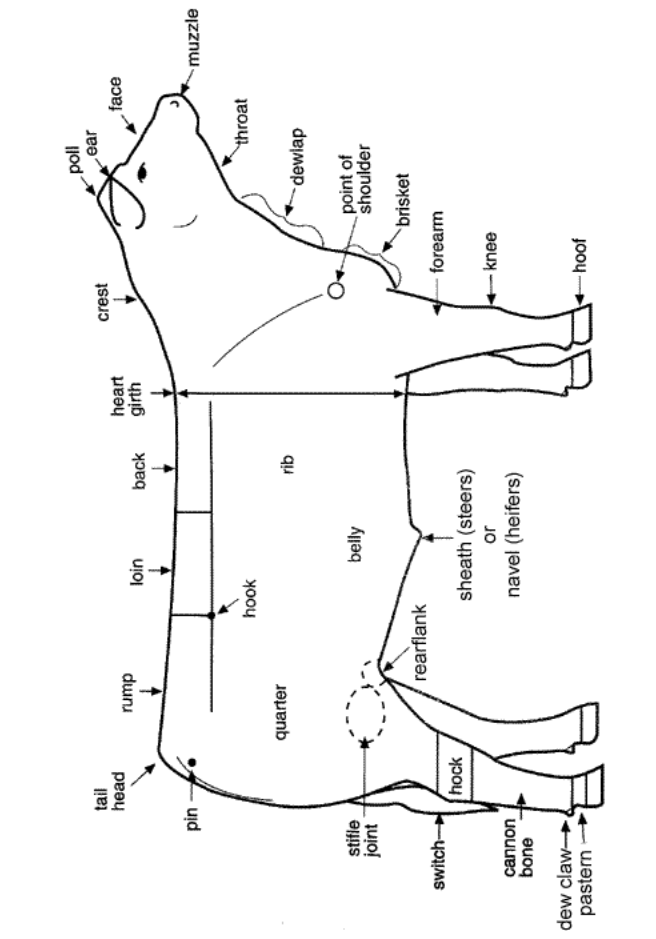 muzzle
face
ear
poll
throat
dewlap
point of
shoulder
brisket
crest
forearm
knee
hoof
heart
girth
back
rib
loin
belly
sheath (steers)
or
navel (heifers)
hook
rump
quarter
rearflank
tail
head
pin
stifle
joint
hock
switch
cannon
bone
dew claw
pastern